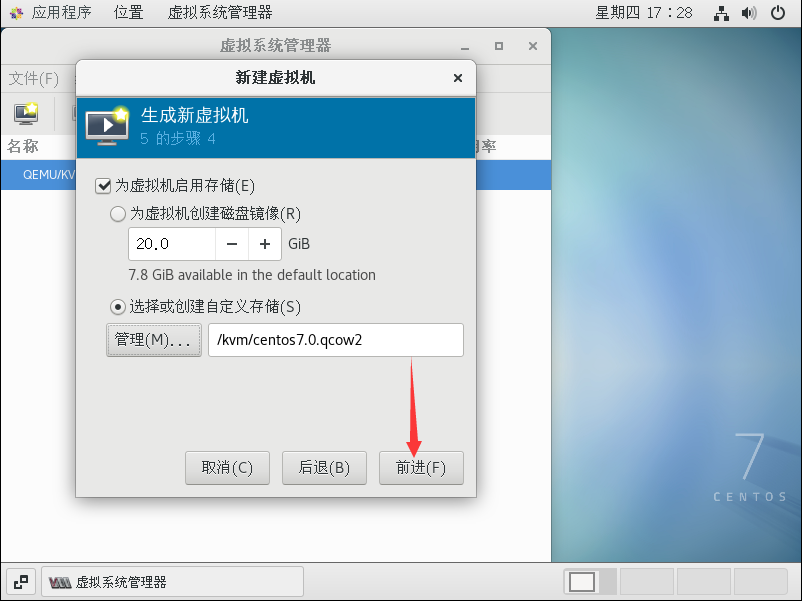 应用程序 位置 虚拟系统管理器 星期四 17：28
虚拟系统管理器
文件(F)
新建虚拟机
生成新虚拟机
5 的步骤 4
名称
率
QEMU/KV
为虚拟机启用存储(E)
为虚拟机创建磁盘镜像(R)
20.0 GiB
7.8 GiB available in the default location
选择或创建自定义存储(S)
管理(M)...
/kvm/centos7.0.qcow2
取消(C) 后退(B) 前进(F)
7
CENTOS
虚拟系统管理器